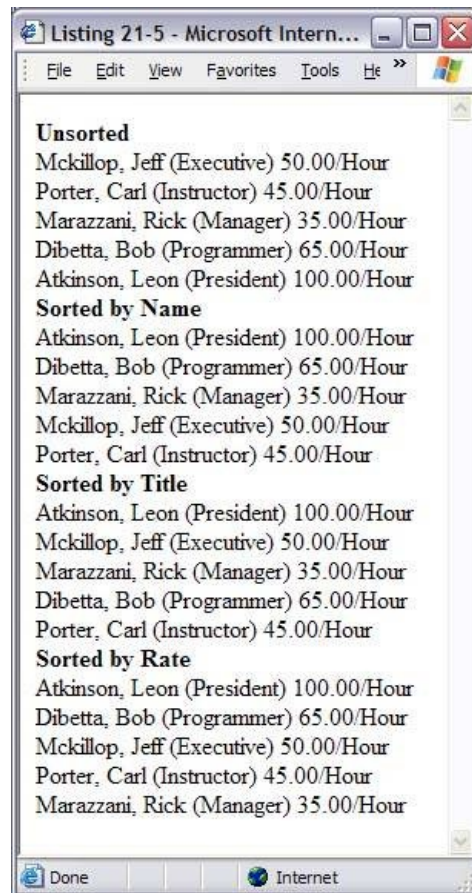 Listing 21-5 - Microsoft Intern...
File Edit View Favorites Tools He »
Unsorted
Mckillop, Jeff (Executive) 50.00/Hour
Porter, Carl (Instructor) 45.00/Hour
Marazzani, Rick (Manager) 35.00/Hour
Dibetta, Bob (Programmer) 65.00/Hour
Atkinson, Leon (President) 100.00/Hour
Sorted by Name
Atkinson, Leon (President) 100.00/Hour
Dibetta, Bob (Programmer) 65.00/Hour
Marazzani, Rick (Manager) 35.00/Hour
Mckillop, Jeff (Executive) 50.00/Hour
Porter, Carl (Instructor) 45.00/Hour
Sorted by Title
Atkinson, Leon (President) 100.00/Hour
Mckillop, Jeff (Executive) 50.00/Hour
Marazzani, Rick (Manager) 35.00/Hour
Dibetta, Bob (Programmer) 65.00/Hour
Porter, Carl (Instructor) 45.00/Hour
Sorted by Rate
Atkinson, Leon (President) 100.00/Hour
Dibetta, Bob (Programmer) 65.00/Hour
Mckillop, Jeff (Executive) 50.00/Hour
Porter, Carl (Instructor) 45.00/Hour
Marazzani, Rick (Manager) 35.00/Hour
Done Internet